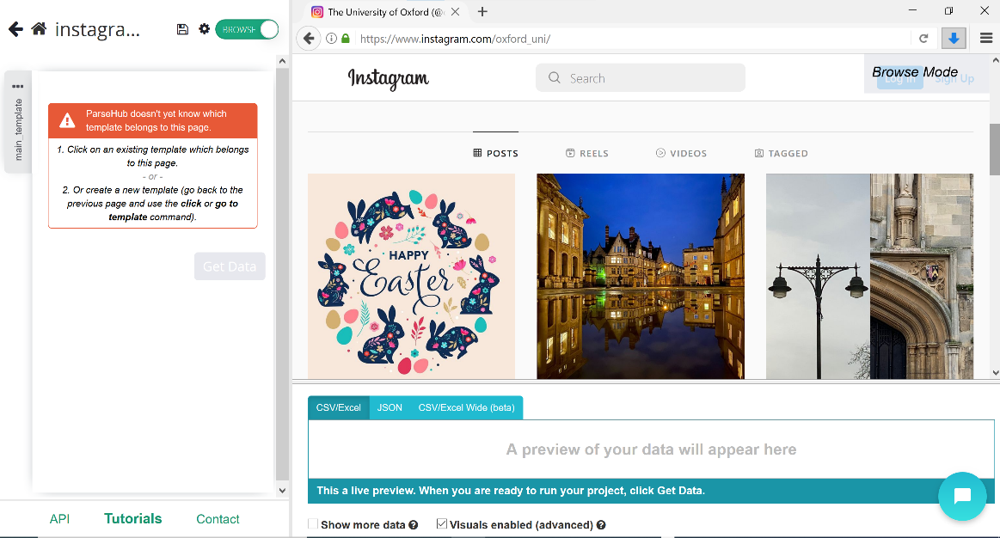 instagra...
BROWSE
main_template
ParseHub doesn't yet know which
template belongs to this page.
1. Click on an existing template which belongs
to this page.
- or -
2. Or create a new template (go back to the
previous page and use the click or go to
template command).
Get Data
API
Tutorials
Contact
The University of Oxford (@
https://www.instagram.com/oxford_uni/
Instagram
Search
Browse Mode
Log In
Sign Up
POSTS
REELS
VIDEOS
TAGGED
HAPPY
Easter
CSV/Excel
JSON
CSV/Excel Wide (beta)
A preview of your data will appear here
This a live preview. When you are ready to run your project, click Get Data.
Show more data
Visuals enabled (advanced)